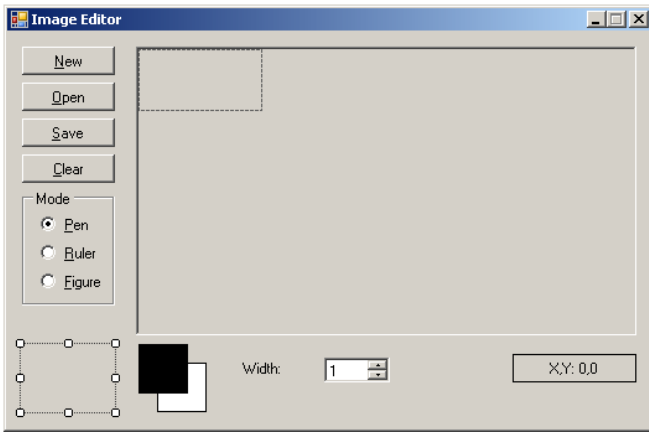 Image Editor
New
Open
Save
Clear
Mode
Pen
Ruler
Figure
Width:
1
X,Y: 0,0